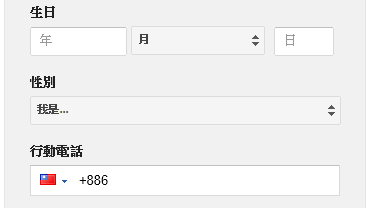 生日
年 月 日
性別
我是...
行動電話
+886